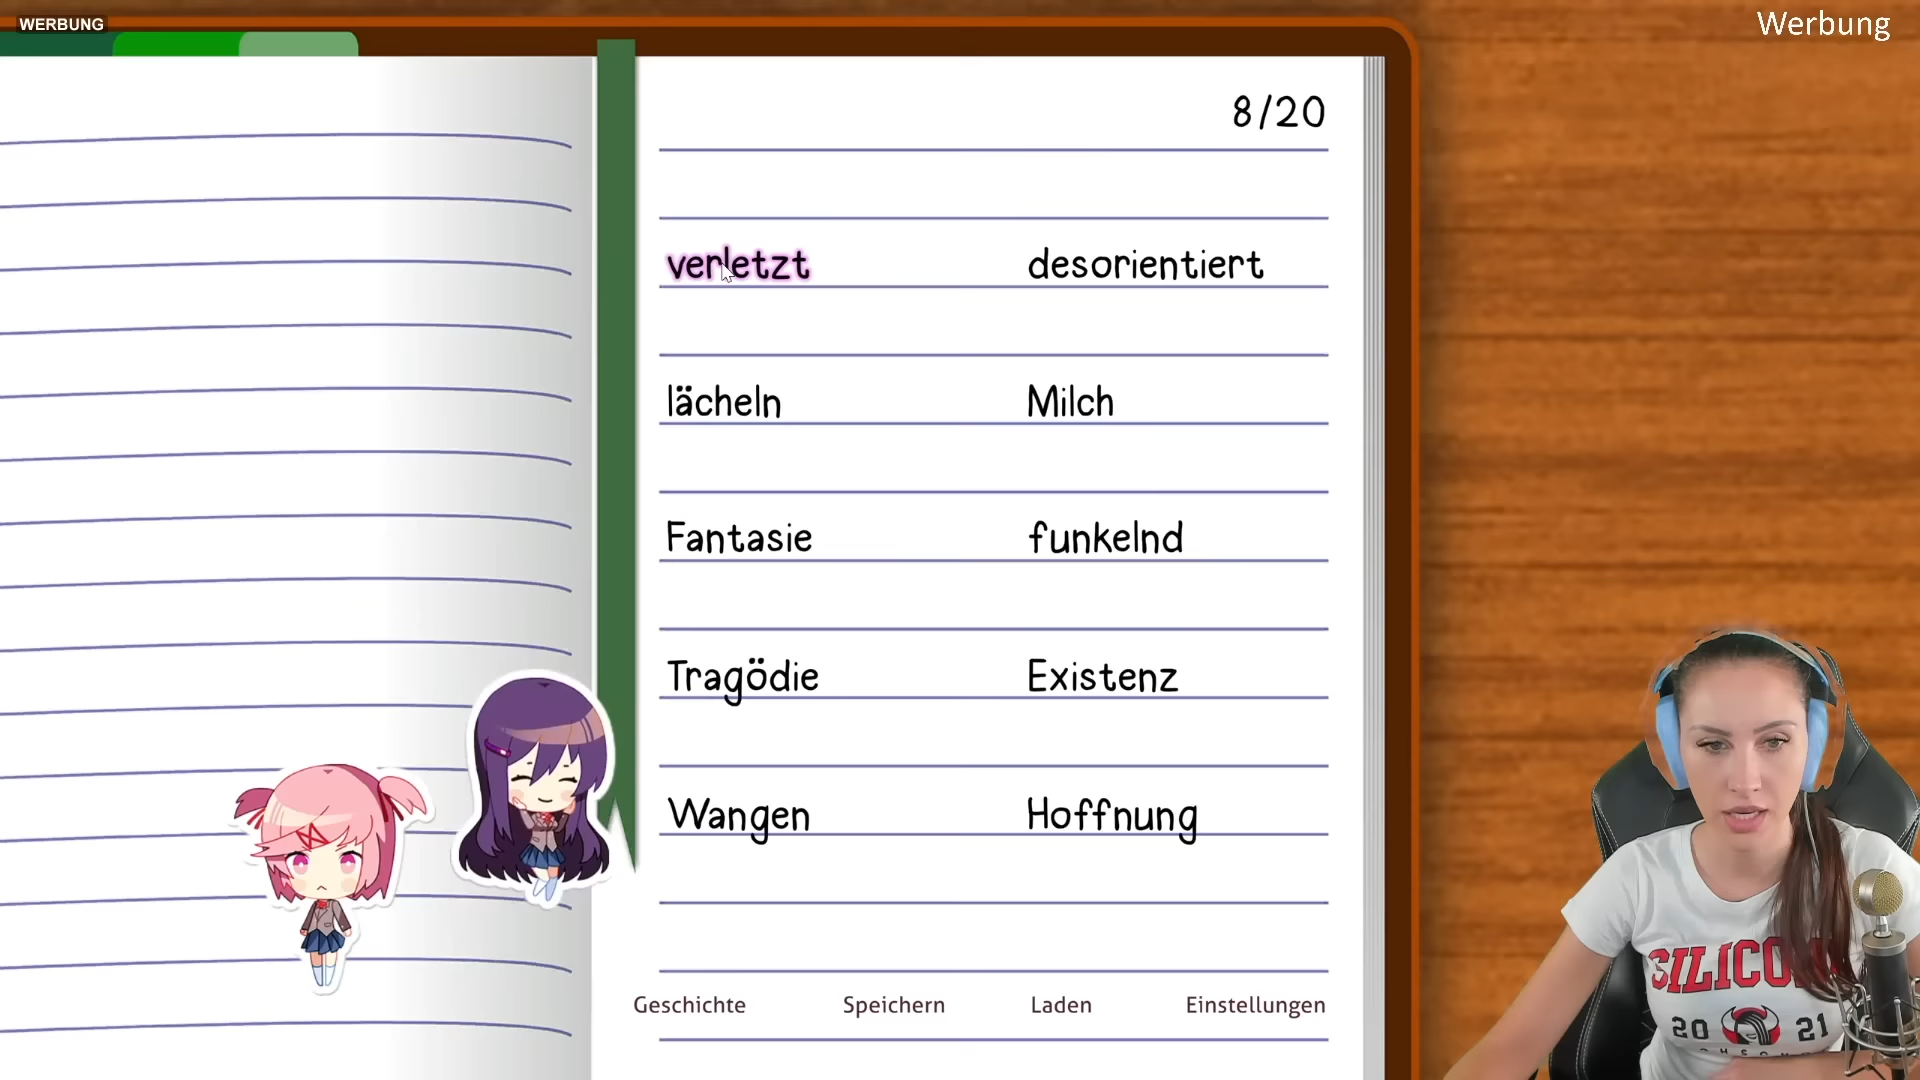 WERBUNG
Werbung
8/20
verletzt desorientiert
lächeln Milch
Fantasie funkelnd
Tragödie Existenz
Wangen Hoffnung
Geschichte Speichern Laden Einstellungen
20 21